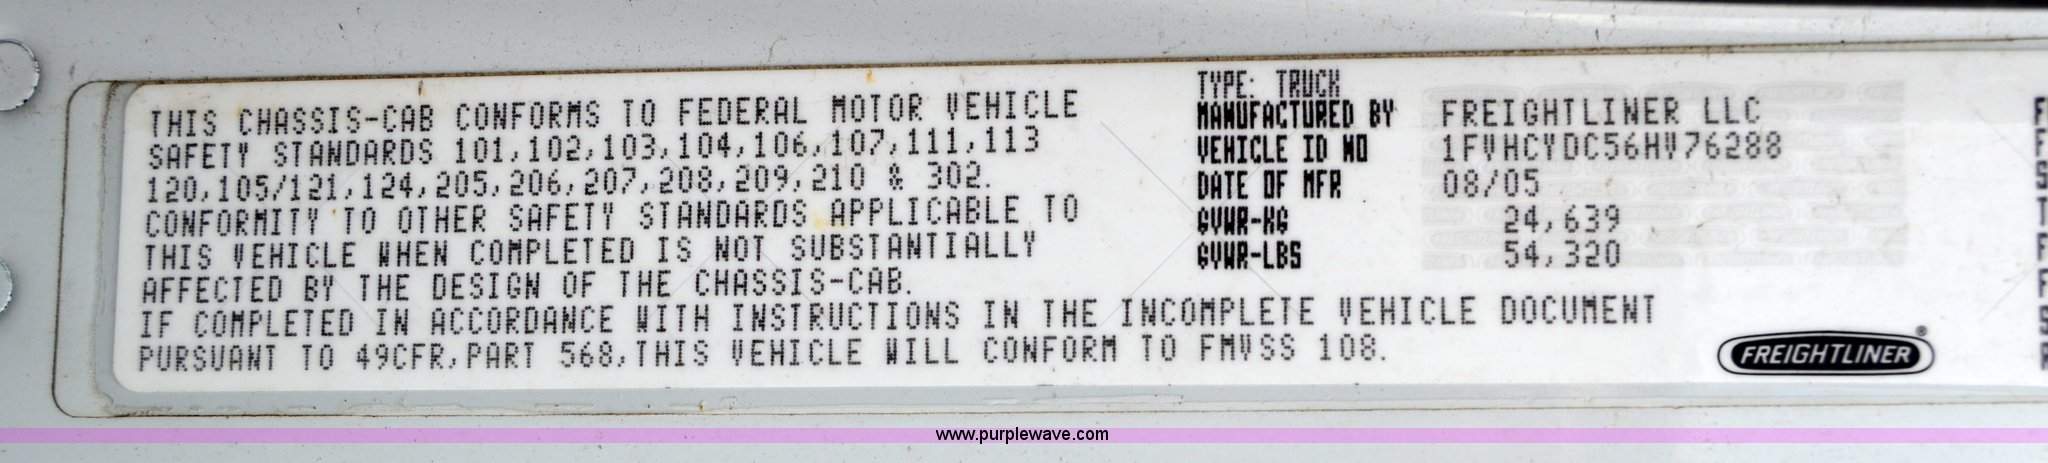 THIS CHASSIS-CAB CONFORMS TO FEDERAL MOTOR VEHICLE
SAFETY STANDARDS 101,102,103,104,106,107,111,113
120,105/121,124,205,206,207,208,209,210 & 302.
CONFORMITY TO OTHER SAFETY STANDARDS APPLICABLE TO
THIS VEHICLE WHEN COMPLETED IS NOT SUBSTANTIALLY
AFFECTED BY THE DESIGN OF THE CHASSIS-CAB.
IF COMPLETED IN ACCORDANCE WITH INSTRUCTIONS IN THE INCOMPLETE VEHICLE DOCUMENT
PURSUANT TO 49CFR,PART 568,THIS VEHICLE WILL CONFORM TO FMVSS 108.
TYPE: TRUCK
MANUFACTURED BY FREIGHTLINER LLC
VEHICLE ID NO 1FVHCYDC56HV76288
DATE OF MFR 08/05
GVWR-KG 24,639
GVWR-LBS 54,320
FREIGHTLINER®
www.purplewave.com